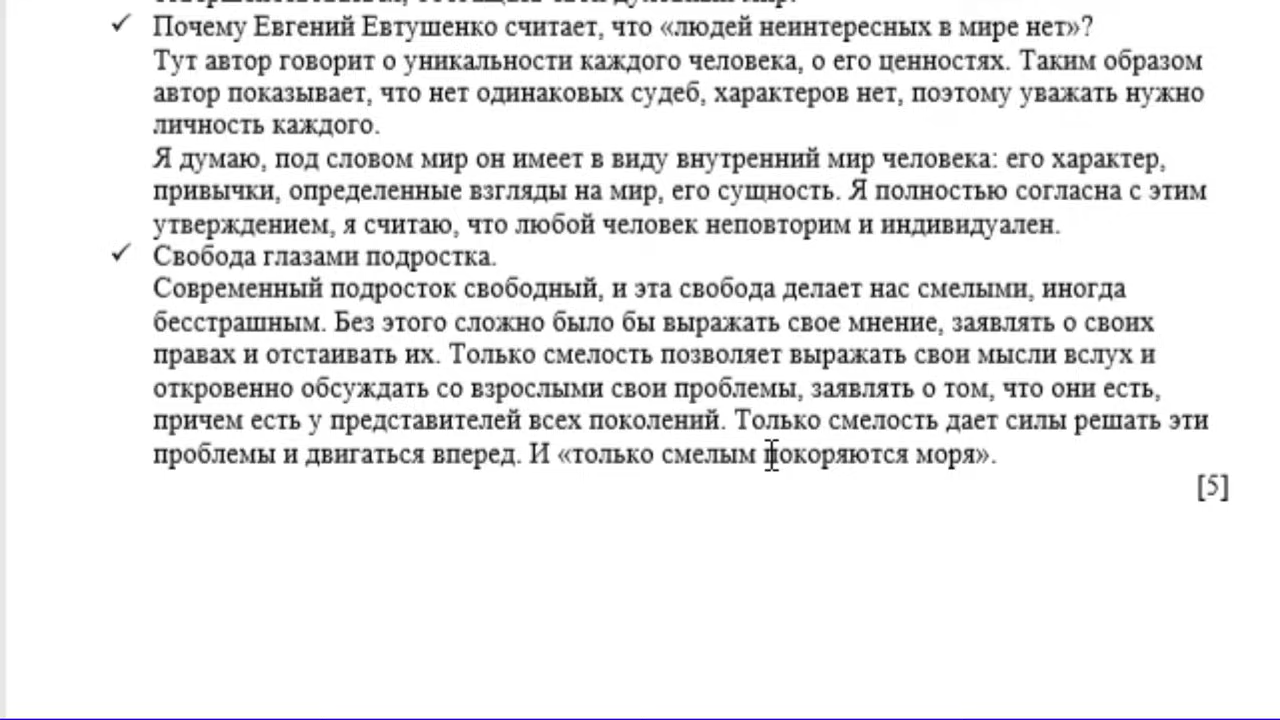 ✓ Почему Евгений Евтушенко считает, что «людей неинтересных в мире нет»?
Тут автор говорит о уникальности каждого человека, о его ценностях. Таким образом
автор показывает, что нет одинаковых судеб, характеров нет, поэтому уважать нужно
личность каждого.
Я думаю, под словом мир он имеет в виду внутренний мир человека: его характер,
привычки, определенные взгляды на мир, его сущность. Я полностью согласна с этим
утверждением, я считаю, что любой человек неповторим и индивидуален.
✓ Свобода глазами подростка.
Современный подросток свободный, и эта свобода делает нас смелыми, иногда
бесстрашным. Без этого сложно было бы выражать свое мнение, заявлять о своих
правах и отстаивать их. Только смелость позволяет выражать свои мысли вслух и
откровенно обсуждать со взрослыми свои проблемы, заявлять о том, что они есть,
причем есть у представителей всех поколений. Только смелость дает силы решать эти
проблемы и двигаться вперед. И «только смелым покоряются моря».
[5]